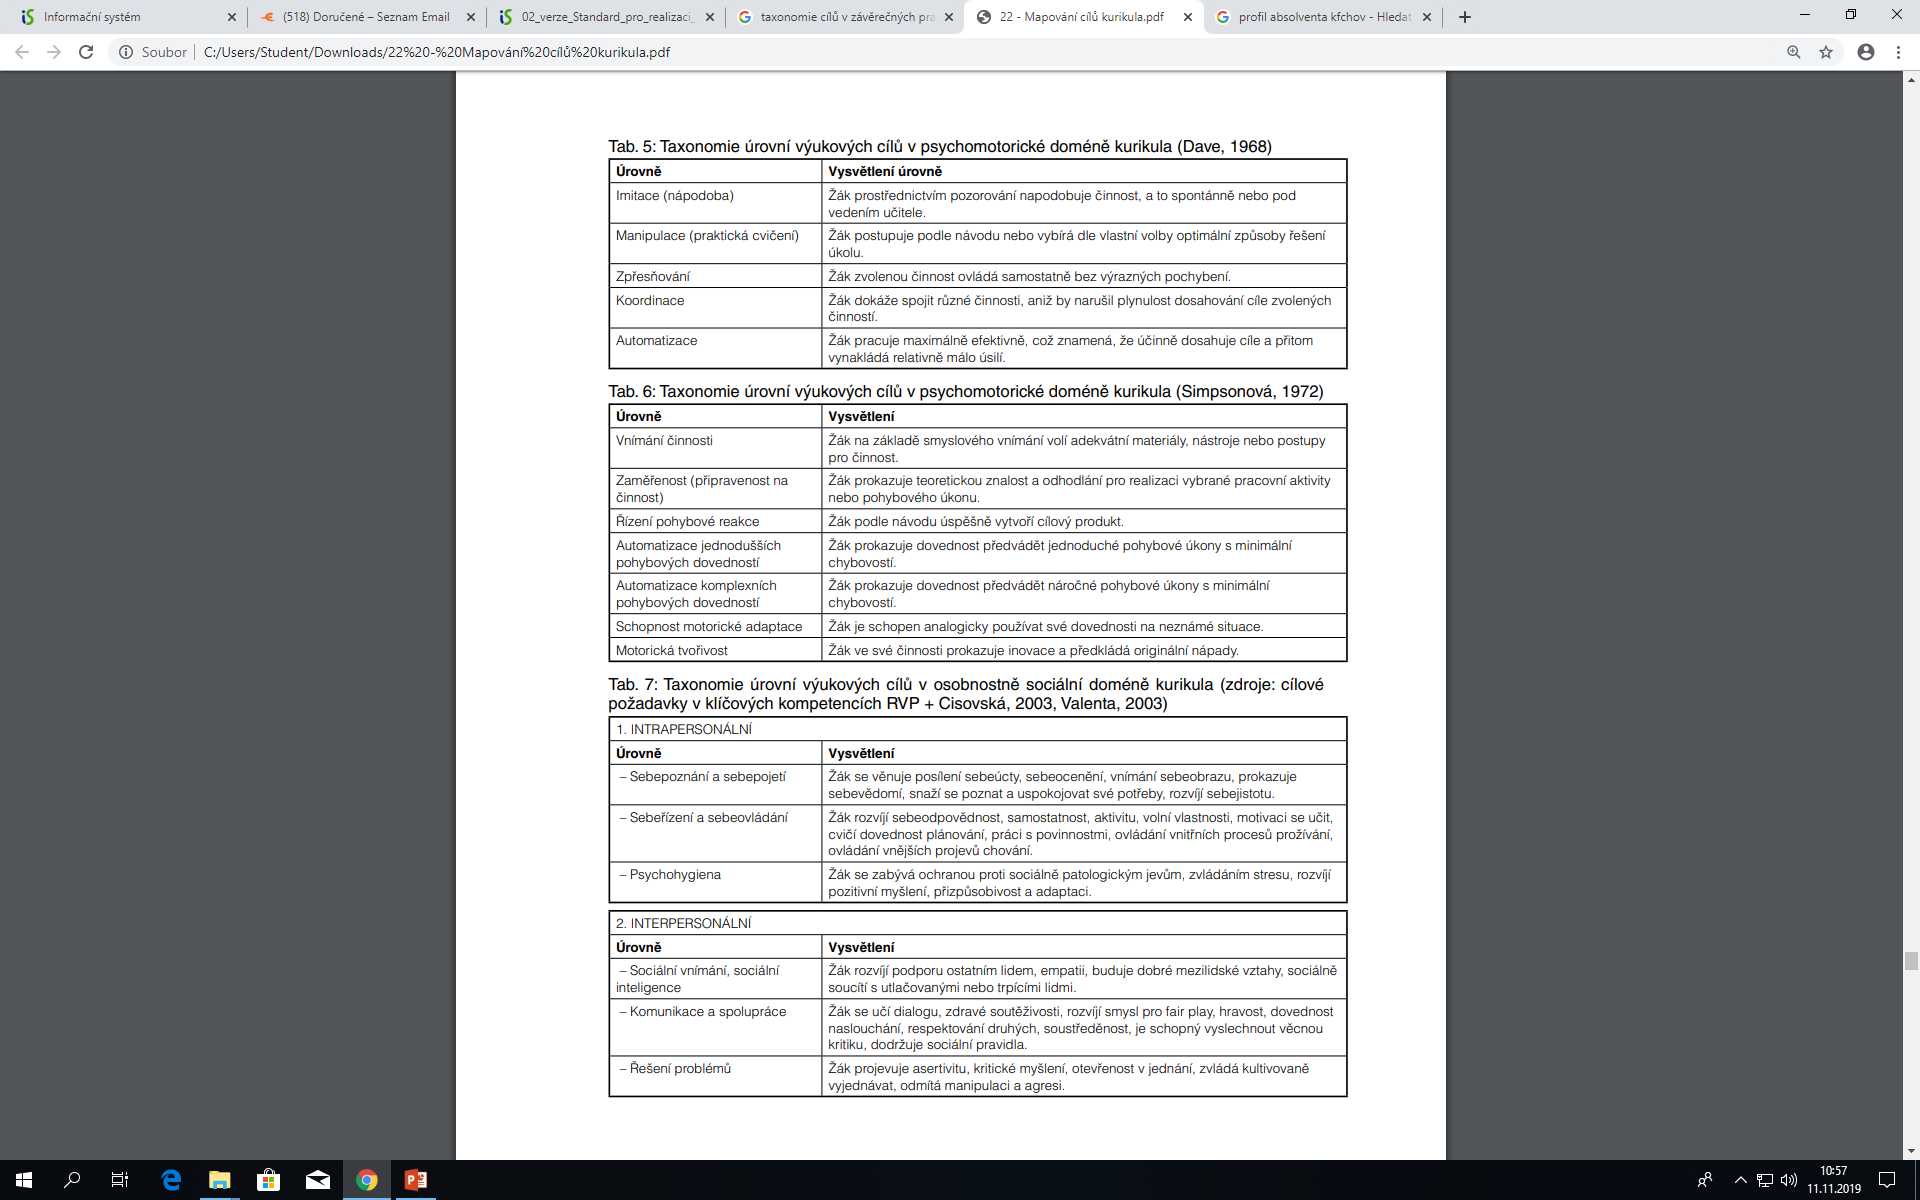 Informační systém
(518) Doručené – Seznam Email
02_verze_Standard_pro_realizaci_
taxonomie cílů v závěrečných pra
22 - Mapování cílů kurikula.pdf
profil absolventa kfchov - Hledat
Soubor
C:/Users/Student/Downloads/22%20-%20Mapování%20cílů%20kurikula.pdf
Tab. 5: Taxonomie úrovní výukových cílů v psychomotorické doméně kurikula (Dave, 1968)
Úrovně Vysvětlení úrovně
Imitace (nápodoba) Žák prostřednictvím pozorování napodobuje činnost, a to spontánně nebo pod
vedením učitele.
Manipulace (praktická cvičení) Žák postupuje podle návodu nebo vybírá dle vlastní volby optimální způsoby řešení
úkolu.
Zpřesňování Žák zvolenou činnost ovládá samostatně bez výrazných pochybení.
Koordinace Žák dokáže spojit různé činnosti, aniž by narušil plynulost dosahování cíle zvolených
činností.
Automatizace Žák pracuje maximálně efektivně, což znamená, že účinně dosahuje cíle a přitom
vynakládá relativně málo úsilí.
Tab. 6: Taxonomie úrovní výukových cílů v psychomotorické doméně kurikula (Simpsonová, 1972)
Úrovně Vysvětlení
Vnímání činnosti Žák na základě smyslového vnímání volí adekvátní materiály, nástroje nebo postupy
pro činnost.
Zaměřenost (připravenost na Žák prokazuje teoretickou znalost a odhodlání pro realizaci vybrané pracovní aktivity
činnost) nebo pohybového úkonu.
Řízení pohybové reakce Žák podle návodu úspěšně vytvoří cílový produkt.
Automatizace jednodušších Žák prokazuje dovednost předvádět jednoduché pohybové úkony s minimální
pohybových dovedností chybovostí.
Automatizace komplexních Žák prokazuje dovednost předvádět náročné pohybové úkony s minimální
pohybových dovedností chybovostí.
Schopnost motorické adaptace Žák je schopen analogicky používat své dovednosti na neznámé situace.
Motorická tvořivost Žák ve své činnosti prokazuje inovace a předkládá originální nápady.
Tab. 7: Taxonomie úrovní výukových cílů v osobnostně sociální doméně kurikula (zdroje: cílové
požadavky v klíčových kompetencích RVP + Cisovská, 2003, Valenta, 2003)
1. INTRAPERSONÁLNÍ
Úrovně Vysvětlení
– Sebepoznání a sebepojetí Žák se věnuje posílení sebeúcty, sebeocenění, vnímání sebeobrazu, prokazuje
sebevědomí, snaží se poznat a uspokojovat své potřeby, rozvíjí sebejistotu.
– Sebeřízení a sebeovládání Žák rozvíjí sebeodpovědnost, samostatnost, aktivitu, volní vlastnosti, motivaci se učit,
cvičí dovednost plánování, práci s povinnostmi, ovládání vnitřních procesů prožívání,
ovládání vnějších projevů chování.
– Psychohygiena Žák se zabývá ochranou proti sociálně patologickým jevům, zvládáním stresu, rozvíjí
pozitivní myšlení, přizpůsobivost a adaptaci.
2. INTERPERSONÁLNÍ
Úrovně Vysvětlení
– Sociální vnímání, sociální Žák rozvíjí podporu ostatním lidem, empatii, buduje dobré mezilidské vztahy, sociálně
inteligence soucítí s utlačovanými nebo trpícími lidmi.
– Komunikace a spolupráce Žák se učí dialogu, zdravé soutěživosti, rozvíjí smysl pro fair play, hravost, dovednost
naslouchání, respektování druhých, soustředěnost, je schopný vyslechnout věcnou
kritiku, dodržuje sociální pravidla.
– Řešení problémů Žák projevuje asertivitu, kritické myšlení, otevřenost v jednání, zvládá kultivovaně
vyjednávat, odmítá manipulaci a agresi.
10:57
11.11.2019